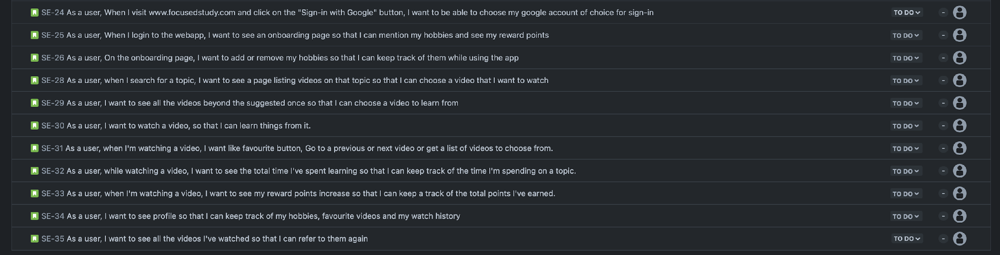 SE-24 As a user, When I visit www.focusedstudy.com and click on the "Sign-in with Google" button, I want to be able to choose my google account of choice for sign-in TO DO -
SE-25 As a user, When I login to the webapp, I want to see an onboarding page so that I can mention my hobbies and see my reward points TO DO -
SE-26 As a user, On the onboarding page, I want to add or remove my hobbies so that I can keep track of them while using the app TO DO -
SE-28 As a user, when I search for a topic, I want to see a page listing videos on that topic so that I can choose a video that I want to watch TO DO -
SE-29 As a user, I want to see all the videos beyond the suggested once so that I can choose a video to learn from TO DO -
SE-30 As a user, I want to watch a video, so that I can learn things from it. TO DO -
SE-31 As a user, when I'm watching a video, I want like favourite button, Go to a previous or next video or get a list of videos to choose from. TO DO -
SE-32 As a user, while watching a video, I want to see the total time I've spent learning so that I can keep track of the time I'm spending on a topic. TO DO -
SE-33 As a user, when I'm watching a video, I want to see my reward points increase so that I can keep a track of the total points I've earned. TO DO -
SE-34 As a user, I want to see profile so that I can keep track of my hobbies, favourite videos and my watch history TO DO -
SE-35 As a user, I want to see all the videos I've watched so that I can refer to them again TO DO -